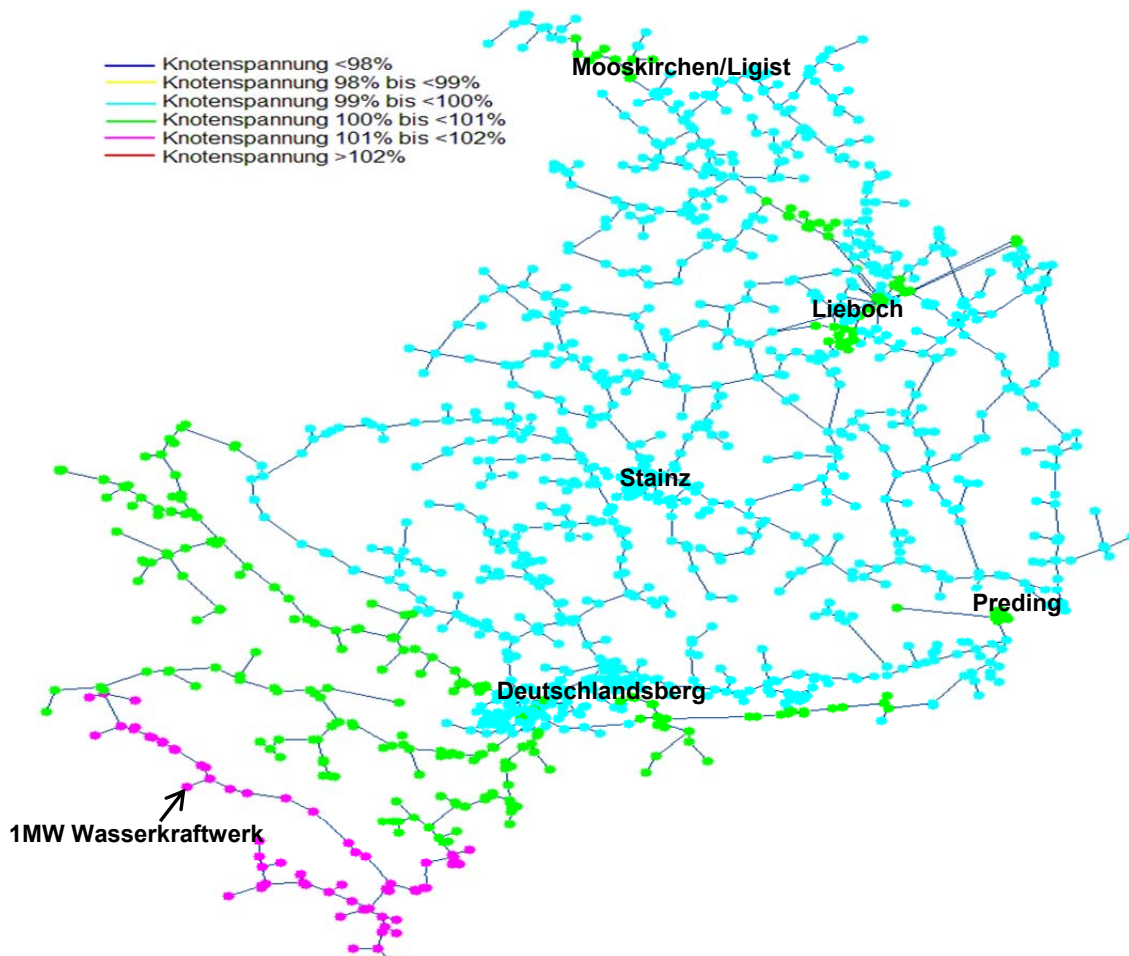 Knotenspannung <98%
Knotenspannung 98% bis <99%
Knotenspannung 99% bis <100%
Knotenspannung 100% bis <101%
Knotenspannung 101% bis <102%
Knotenspannung >102%
Mooskirchen/Ligist
Lieboch
Stainz
Preding
Deutschlandsberg
1MW Wasserkraftwerk